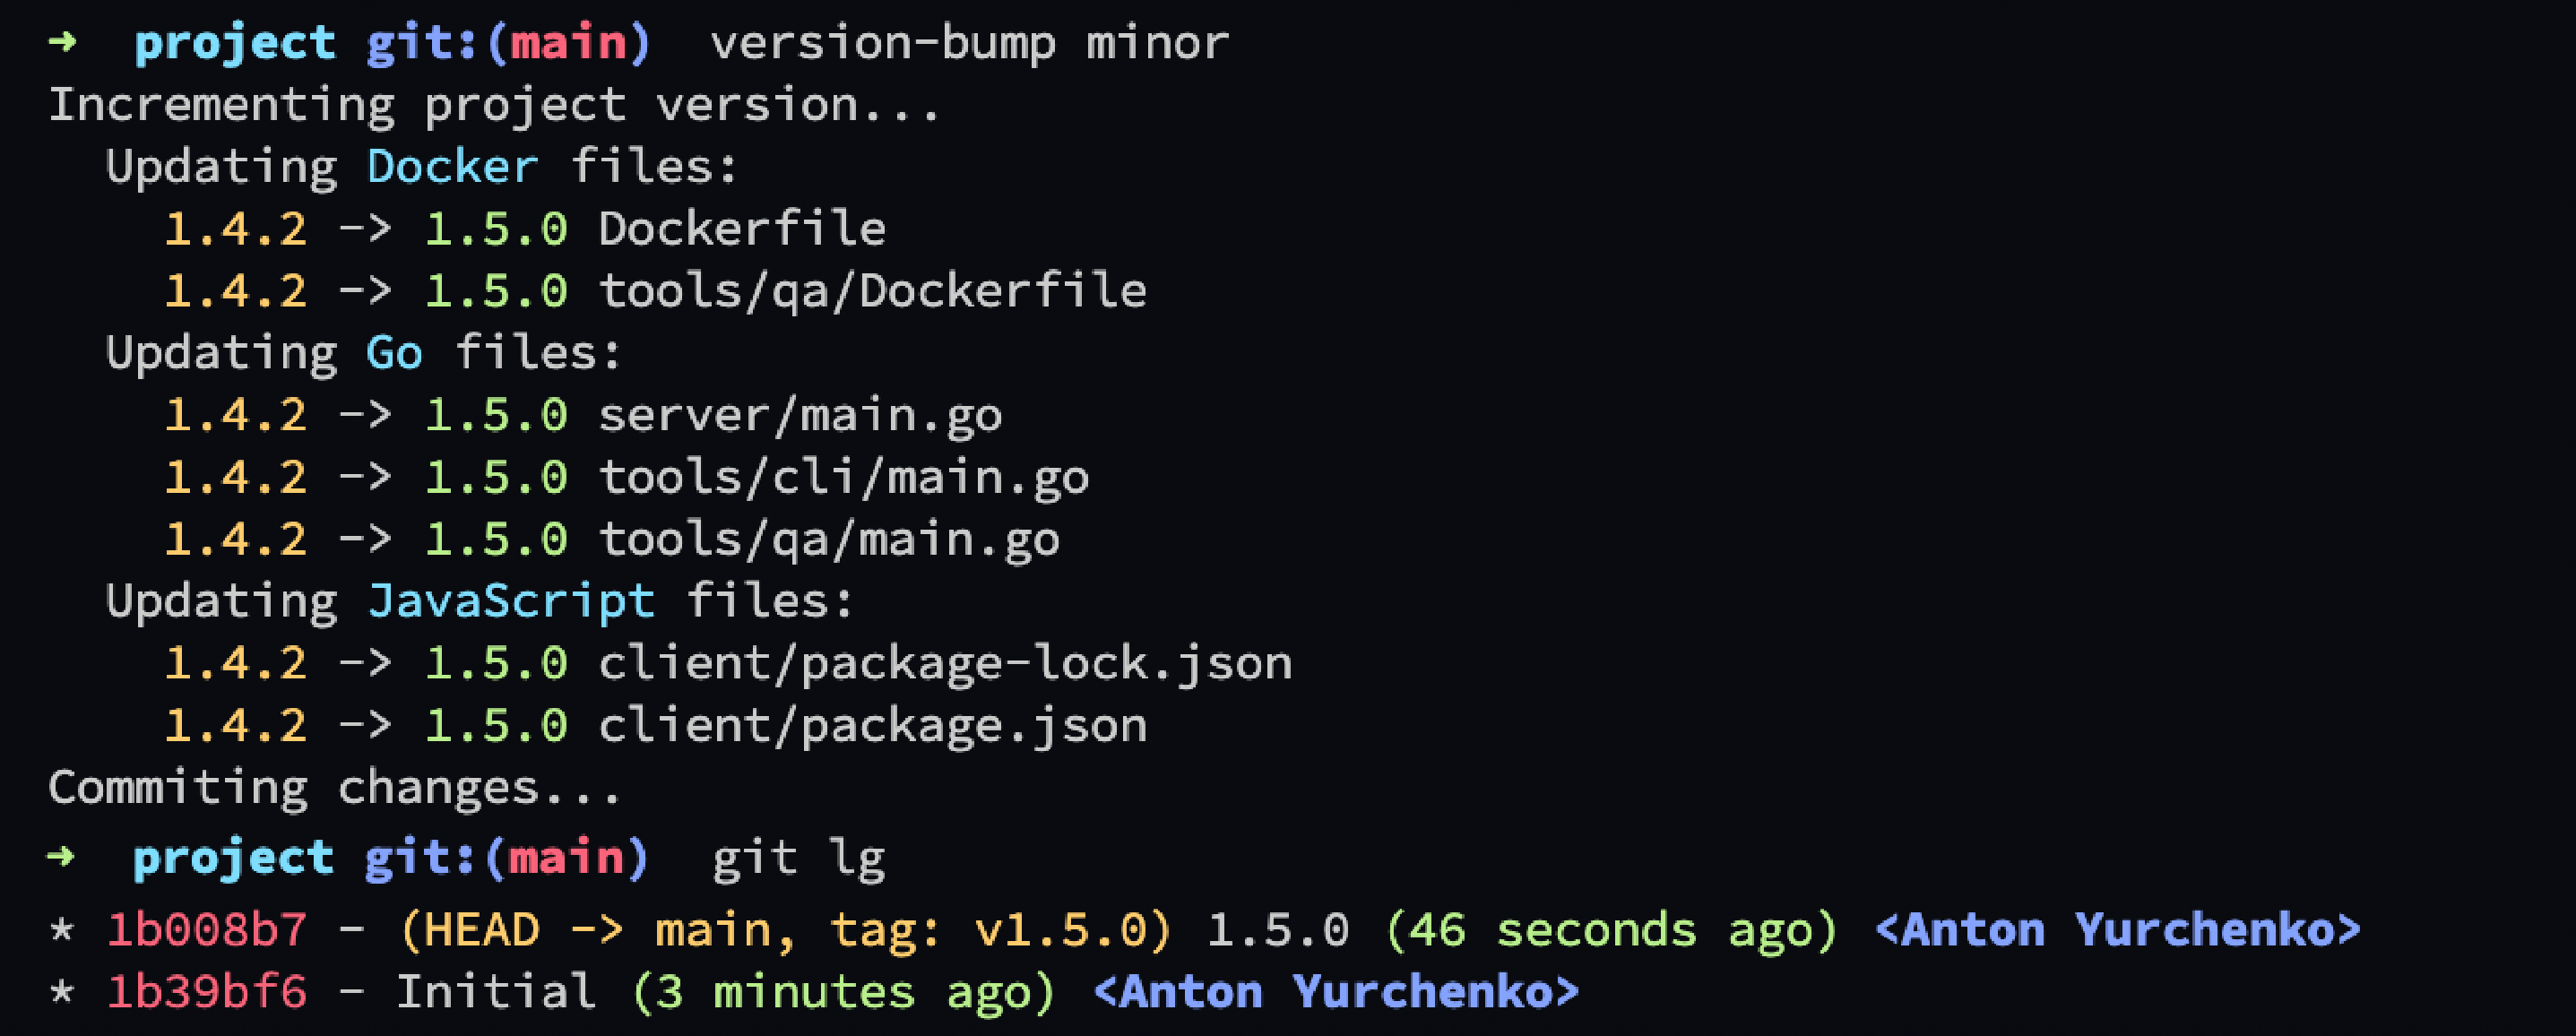 ➜  project git:(main)  version-bump minor
Incrementing project version...
  Updating Docker files:
    1.4.2 -> 1.5.0 Dockerfile
    1.4.2 -> 1.5.0 tools/qa/Dockerfile
  Updating Go files:
    1.4.2 -> 1.5.0 server/main.go
    1.4.2 -> 1.5.0 tools/cli/main.go
    1.4.2 -> 1.5.0 tools/qa/main.go
  Updating JavaScript files:
    1.4.2 -> 1.5.0 client/package-lock.json
    1.4.2 -> 1.5.0 client/package.json
Commiting changes...
➜  project git:(main)  git lg
* 1b008b7 - (HEAD -> main, tag: v1.5.0) 1.5.0 (46 seconds ago) <Anton Yurchenko>
* 1b39bf6 - Initial (3 minutes ago) <Anton Yurchenko>